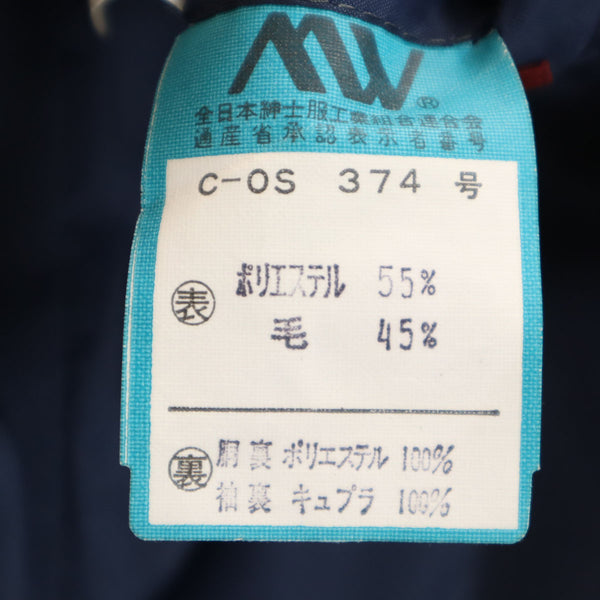 MW®
全日本紳士服工業組合連合会
通産省承認表示者番号
C-OS 374 号
表 ポリエステル 55%
毛 45%
裏 胴裏 ポリエステル 100%
袖裏 キュプラ 100%